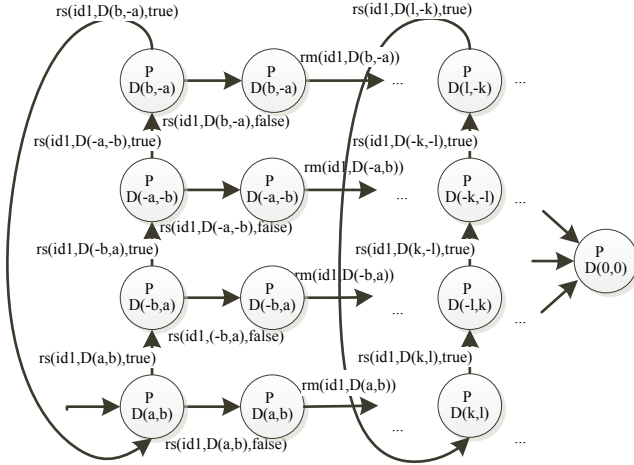 rs(id1,D(b,-a),true)
rs(id1,D(l,-k),true)
P
D(b,-a)
P
D(b,-a)
rm(id1,D(b,-a))
...
P
D(l,-k)
...
rs(id1,D(b,-a),false)
rs(id1,D(-a,-b),true)
rs(id1,D(-k,-l),true)
P
D(-a,-b)
P
D(-a,-b)
rm(id1,D(-a,b))
...
P
D(-k,-l)
...
rs(id1,D(-a,-b),false)
rs(id1,D(-b,a),true)
rs(id1,D(k,-l),true)
P
D(0,0)
P
D(-b,a)
P
D(-b,a)
rm(id1,D(-b,a))
...
P
D(-l,k)
...
rs(id1,(-b,a),false)
rs(id1,D(a,b),true)
rs(id1,D(k,l),true)
P
D(a,b)
P
D(a,b)
rm(id1,D(a,b))
...
P
D(k,l)
...
rs(id1,D(a,b),false)